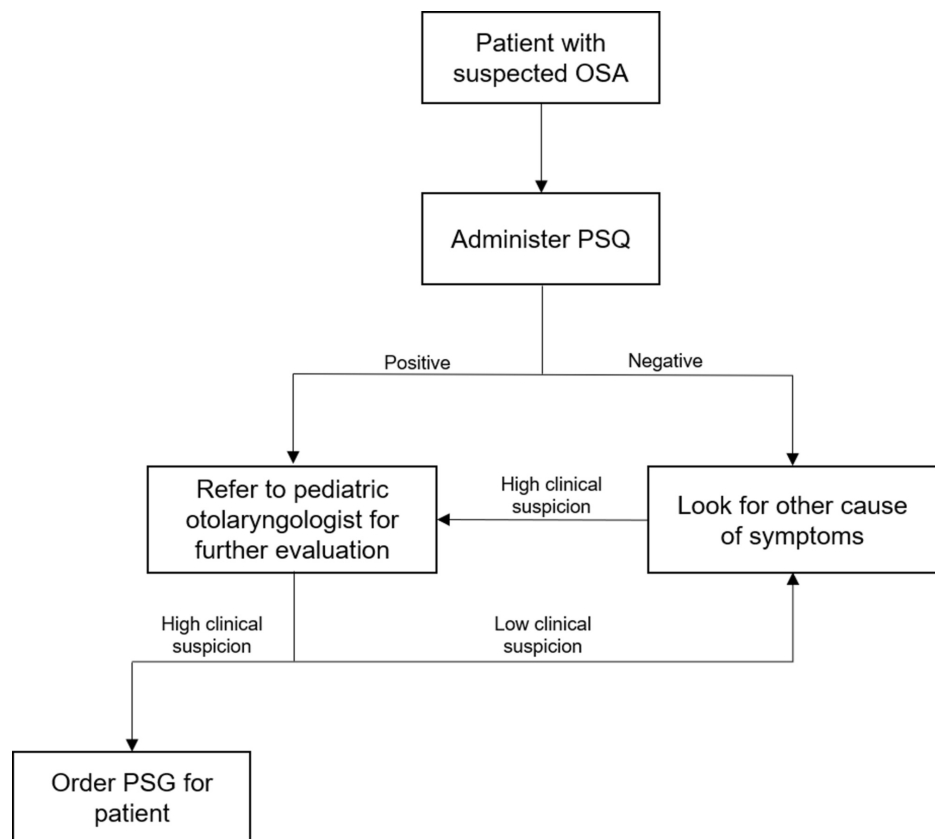 Patient with
suspected OSA
Administer PSQ
Positive
Negative
Refer to pediatric
otolaryngologist for
further evaluation
High clinical
suspicion
Look for other cause
of symptoms
High clinical
suspicion
Low clinical
suspicion
Order PSG for
patient